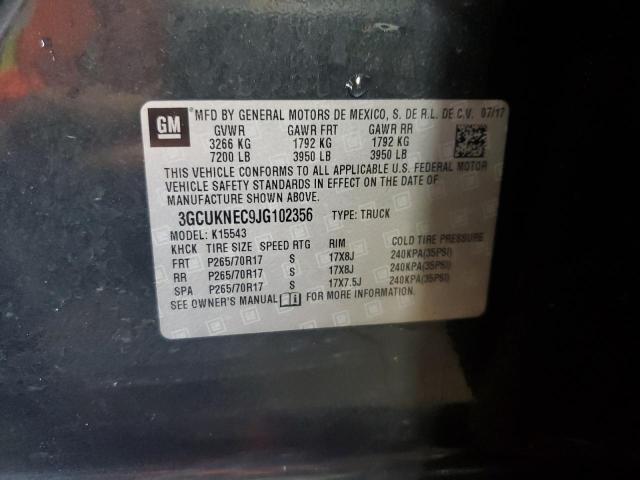 GM
®MFD BY GENERAL MOTORS DE MEXICO, S. DE R.L. DE C.V. 07/17
GVWR GAWR FRT GAWR RR
3266 KG 1792 KG 1792 KG
7200 LB 3950 LB 3950 LB
THIS VEHICLE CONFORMS TO ALL APPLICABLE U.S. FEDERAL MOTOR
VEHICLE SAFETY STANDARDS IN EFFECT ON THE DATE OF
MANUFACTURE SHOWN ABOVE.
3GCUKNEC9JG102356 TYPE: TRUCK
MODEL: K15543
KHCK TIRE SIZE SPEED RTG RIM COLD TIRE PRESSURE
FRT P265/70R17 S 17X8J 240KPA(35PSI)
RR P265/70R17 S 17X8J 240KPA(35PSI)
SPA P265/70R17 S 17X7.5J 240KPA(35PSI)
SEE OWNER'S MANUAL FOR MORE INFORMATION.